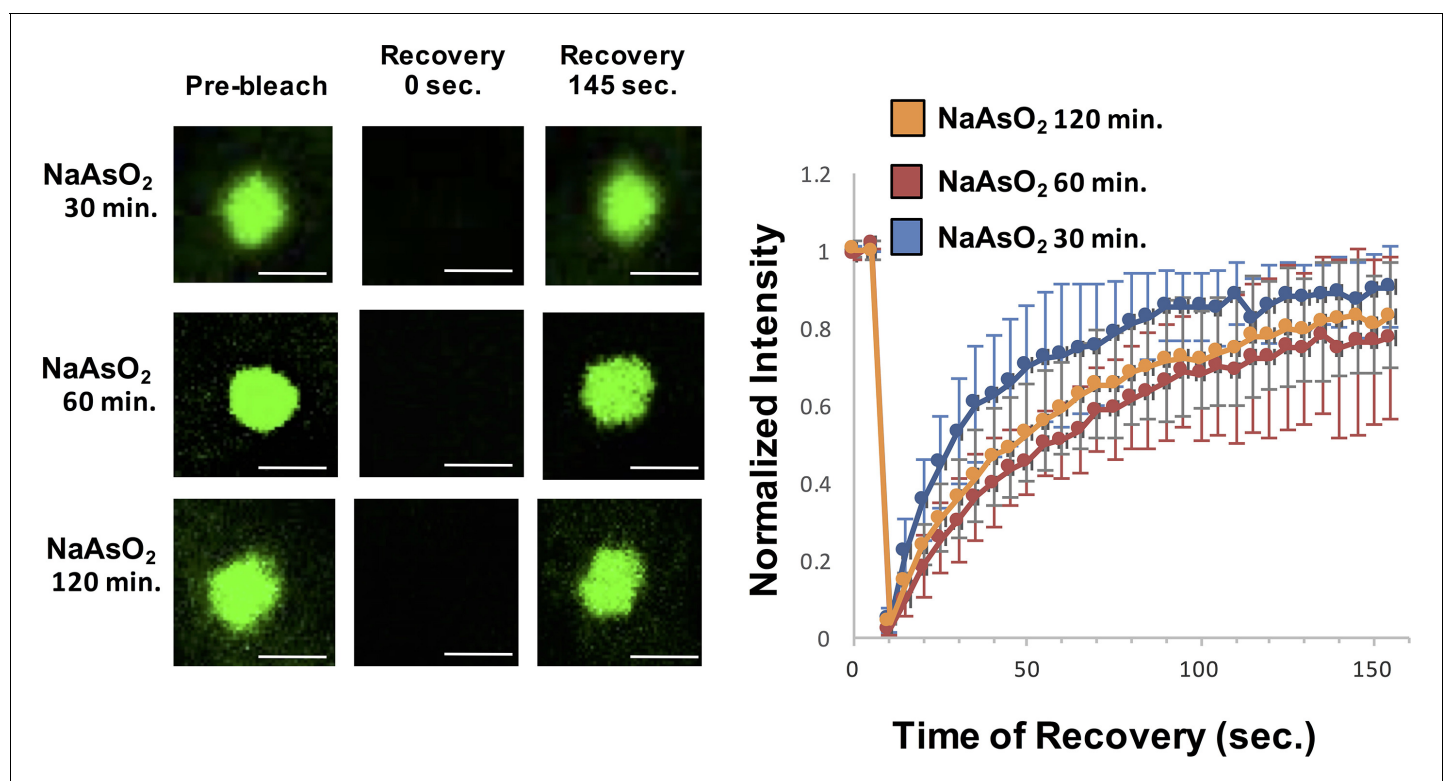 Pre-bleach
Recovery
0 sec.
Recovery
145 sec.
NaAsO₂
30 min.
NaAsO₂
60 min.
NaAsO₂
120 min.
NaAsO₂ 120 min.
NaAsO₂ 60 min.
NaAsO₂ 30 min.
Normalized Intensity
1.2
1
0.8
0.6
0.4
0.2
0
0
50
100
150
Time of Recovery (sec.)